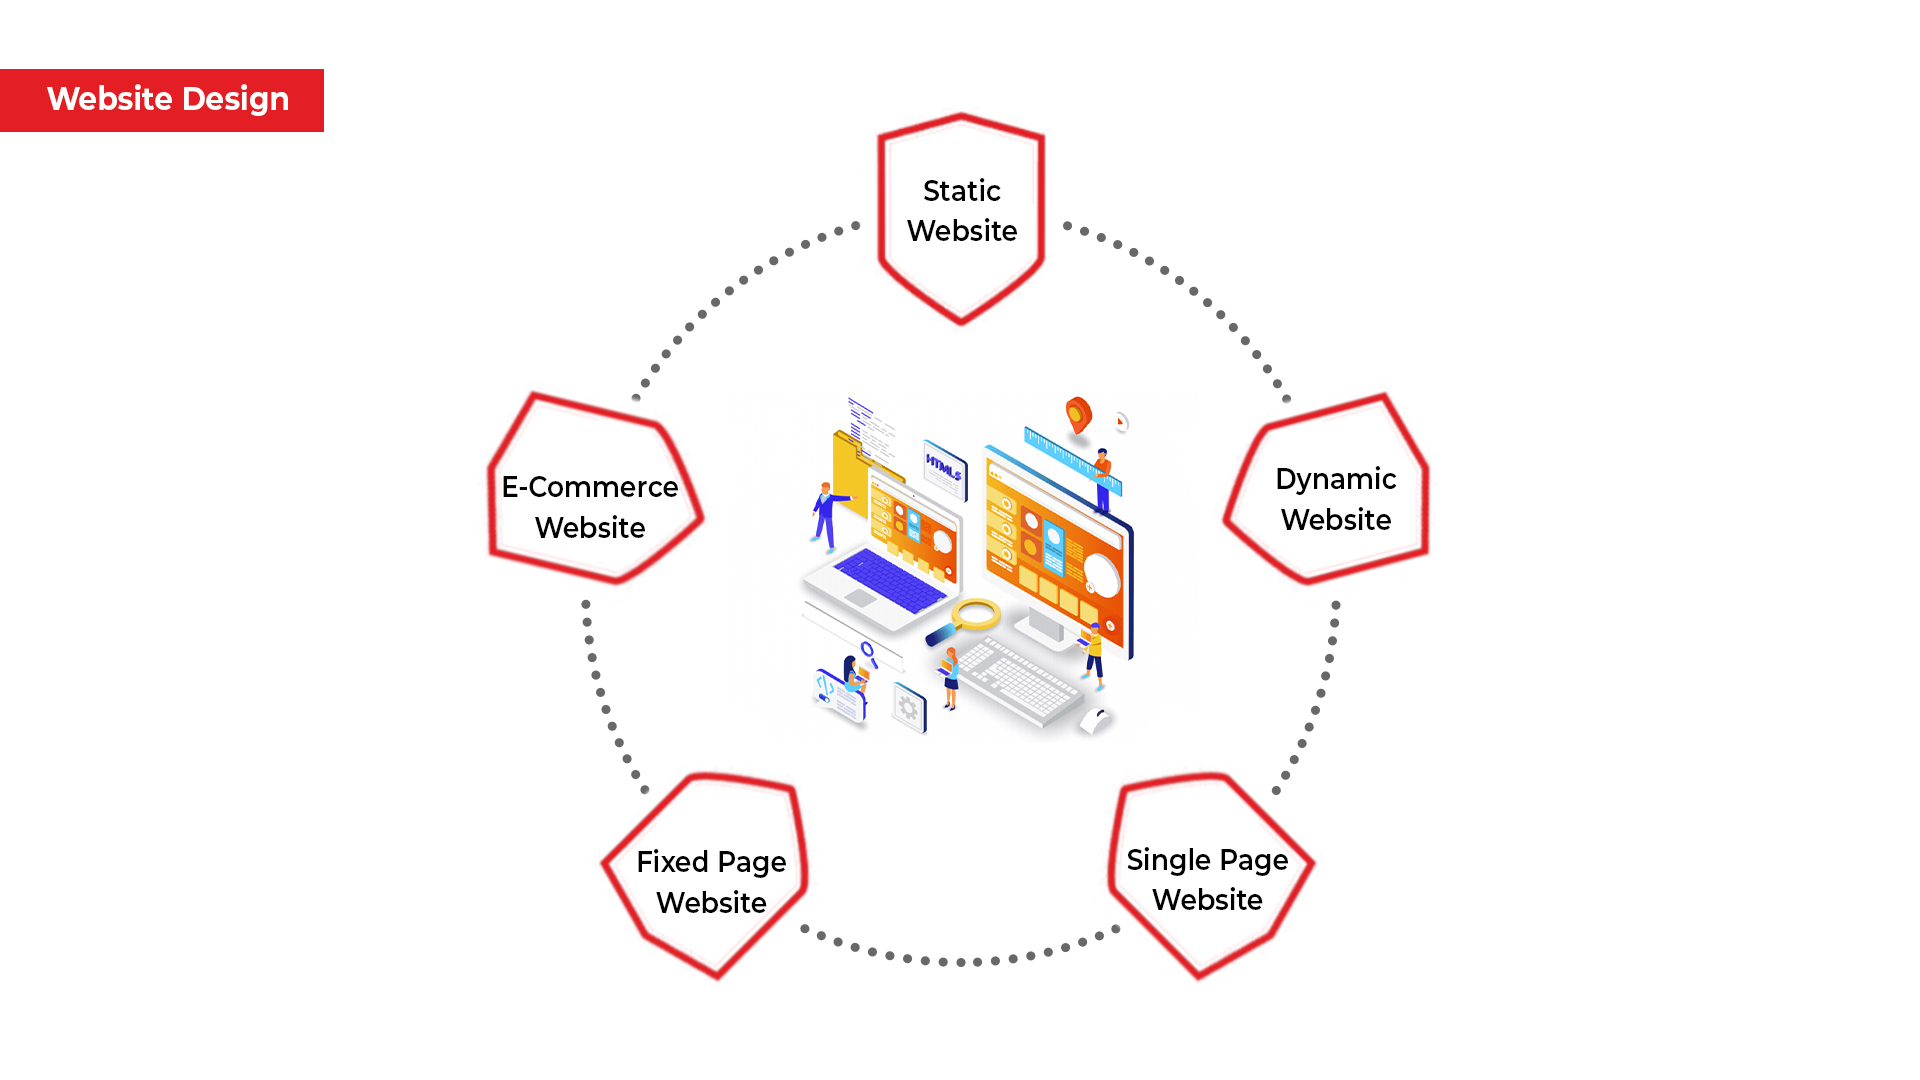 Website Design
Static
Website
E-Commerce
Website
Dynamic
Website
HTML5
Fixed Page
Website
Single Page
Website